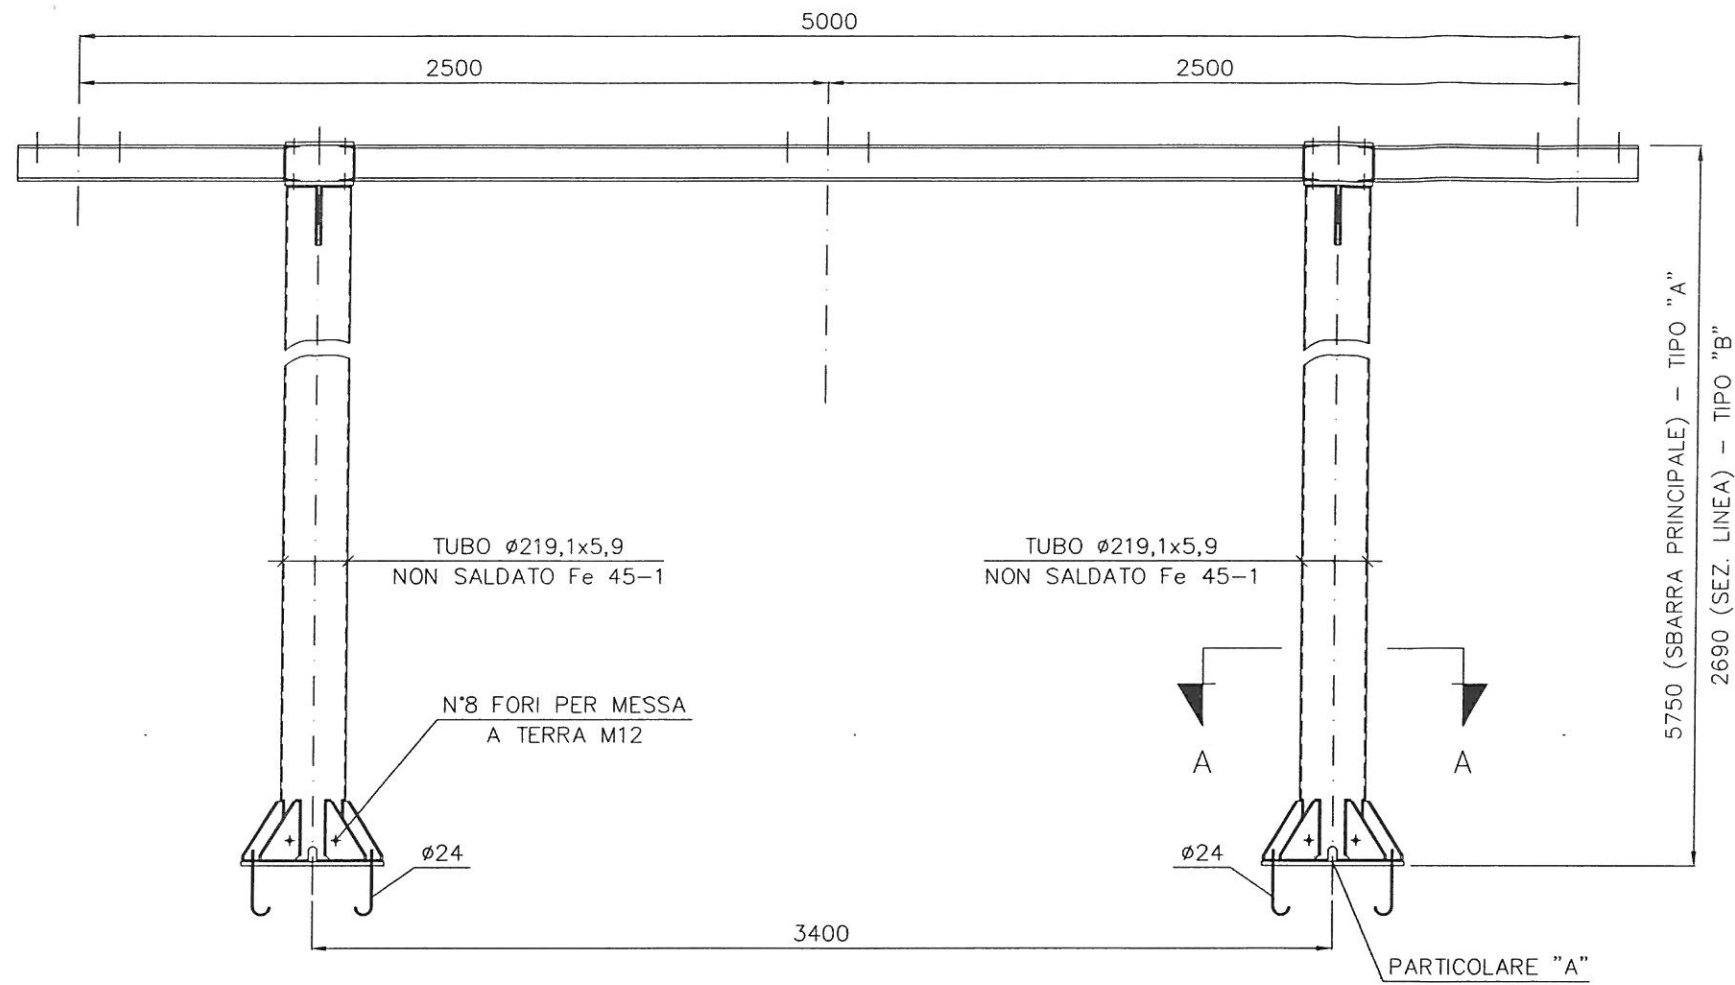 5000
2500
2500
5750 (SBARRA PRINCIPALE) – TIPO "A"
2690 (SEZ. LINEA) – TIPO "B"
TUBO ø219,1x5,9
NON SALDATO Fe 45–1
TUBO ø219,1x5,9
NON SALDATO Fe 45–1
N°8 FORI PER MESSA
A TERRA M12
A
A
ø24
ø24
3400
PARTICOLARE "A"